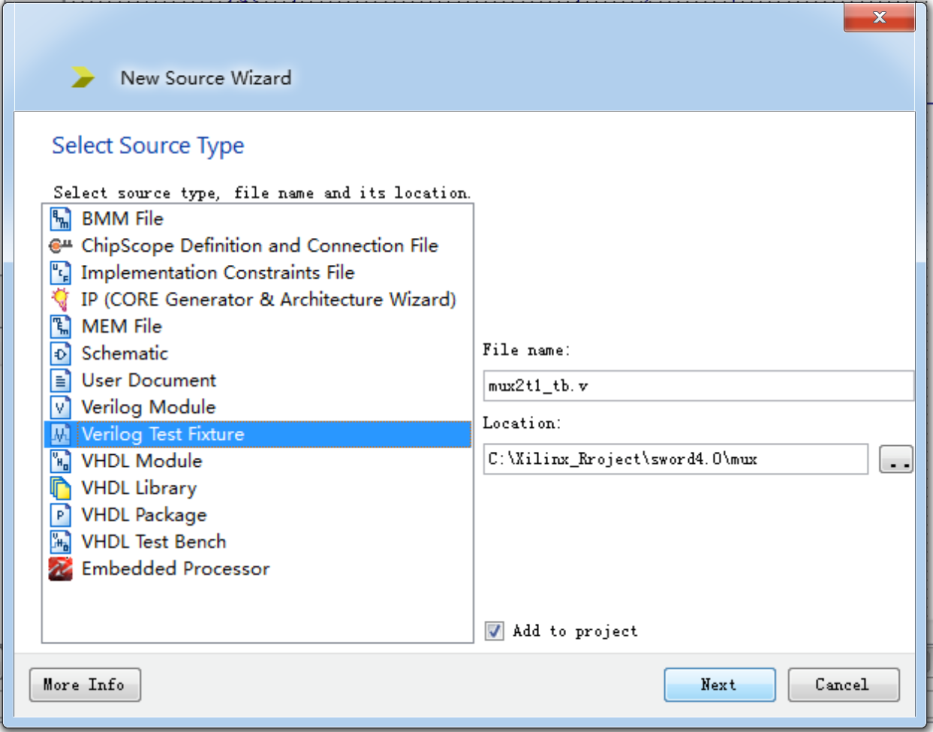 New Source Wizard
Select Source Type
Select source type, file name and its location.
BMM File
ChipScope Definition and Connection File
Implementation Constraints File
IP (CORE Generator & Architecture Wizard)
MEM File
Schematic
User Document
Verilog Module
Verilog Test Fixture
VHDL Module
VHDL Library
VHDL Package
VHDL Test Bench
Embedded Processor
File name:
mux2t1_tb.v
Location:
C:\Xilinx_Rroject\sword4.0\mux
..
Add to project
More Info
Next
Cancel